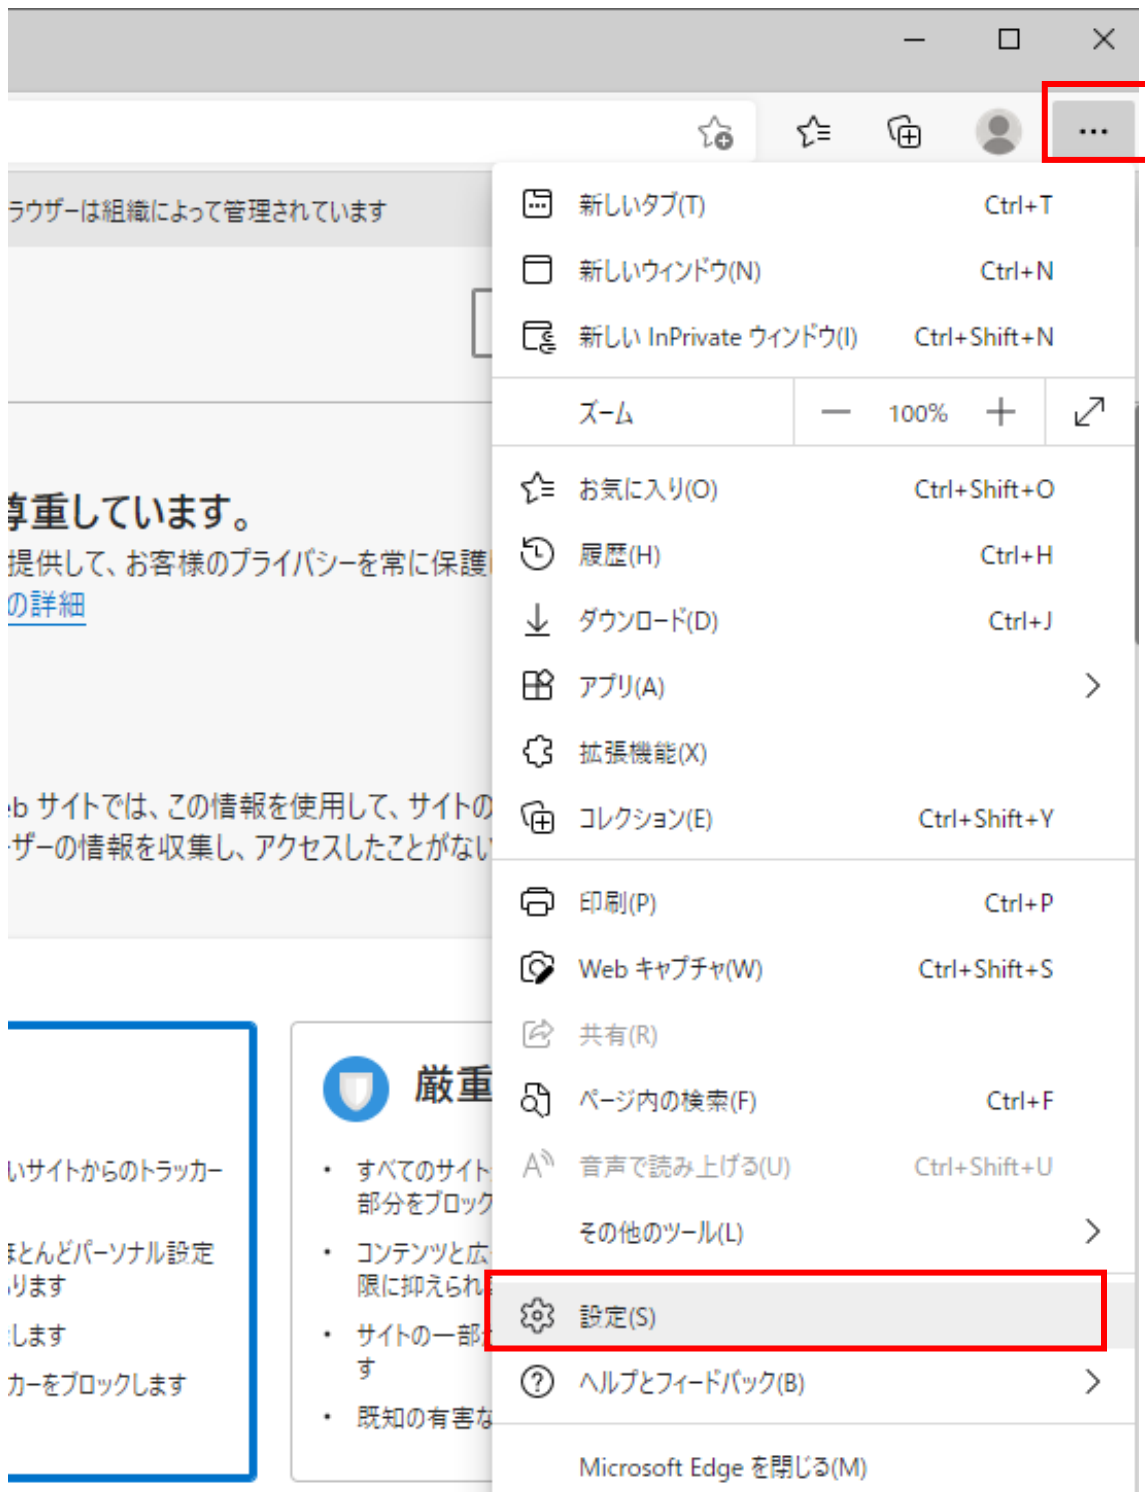 ラウザーは組織によって管理されています
新しいタブ(T) Ctrl+T
新しいウィンドウ(N) Ctrl+N
新しい InPrivate ウィンドウ(I) Ctrl+Shift+N
ズーム 100%
お気に入り(O) Ctrl+Shift+O
履歴(H) Ctrl+H
ダウンロード(D) Ctrl+J
アプリ(A)
拡張機能(X)
コレクション(E) Ctrl+Shift+Y
印刷(P) Ctrl+P
Web キャプチャ(W) Ctrl+Shift+S
共有(R)
ページ内の検索(F) Ctrl+F
音声で読み上げる(U) Ctrl+Shift+U
その他のツール(L)
設定(S)
ヘルプとフィードバック(B)
Microsoft Edge を閉じる(M)
尊重しています。
提供して、お客様のプライバシーを常に保護
の詳細
eb サイトでは、この情報を使用して、サイトの
ーザーの情報を収集し、アクセスしたことがない
いサイトからのトラッカー
ほとんどパーソナル設定
ります
します
カーをブロックします
厳重
・ すべてのサイト
部分をブロック
・ コンテンツと広
限に抑えられ
・ サイトの一部が
す
・ 既知の有害な